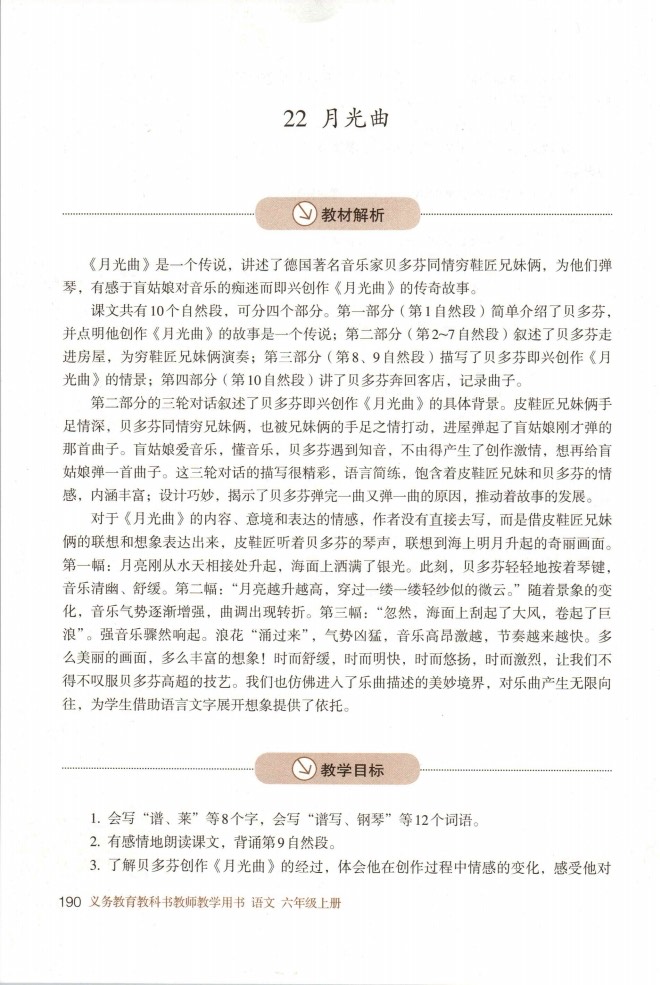 22 月光曲
教材解析
《月光曲》是一个传说，讲述了德国著名音乐家贝多芬同情穷鞋匠兄妹俩，为他们弹
琴，有感于盲姑娘对音乐的痴迷而即兴创作《月光曲》的传奇故事。
课文共有10个自然段，可分四个部分。第一部分（第1自然段）简单介绍了贝多芬，
并点明他创作《月光曲》的故事是一个传说；第二部分（第2~7自然段）叙述了贝多芬走
进房屋，为穷鞋匠兄妹俩演奏；第三部分（第8、9自然段）描写了贝多芬即兴创作《月
光曲》的情景；第四部分（第10自然段）讲了贝多芬奔回客店，记录曲子。
第二部分的三轮对话叙述了贝多芬即兴创作《月光曲》的具体背景。皮鞋匠兄妹俩手
足情深，贝多芬同情穷兄妹俩，也被兄妹俩的手足之情打动，进屋弹起了盲姑娘刚才弹的
那首曲子。盲姑娘爱音乐，懂音乐，贝多芬遇到知音，不由得产生了创作激情，想再给盲
姑娘弹一首曲子。这三轮对话的描写很精彩，语言简练，饱含着皮鞋匠兄妹和贝多芬的情
感，内涵丰富；设计巧妙，揭示了贝多芬弹完一曲又弹一曲的原因，推动着故事的发展。
对于《月光曲》的内容、意境和表达的情感，作者没有直接去写，而是借皮鞋匠兄妹
俩的联想和想象表达出来，皮鞋匠听着贝多芬的琴声，联想到海上明月升起的奇丽画面。
第一幅：月亮刚从水天相接处升起，海面上洒满了银光。此刻，贝多芬轻轻地按着琴键，
音乐清幽、舒缓。第二幅：“月亮越升越高，穿过一缕一缕轻纱似的微云。”随着景象的变
化，音乐气势逐渐增强，曲调出现转折。第三幅：“忽然，海面上刮起了大风，卷起了巨
浪”。强音乐骤然响起。浪花“涌过来”，气势凶猛，音乐高昂激越，节奏越来越快。多
么美丽的画面，多么丰富的想象！时而舒缓，时而明快，时而悠扬，时而激烈，让我们不
得不叹服贝多芬高超的技艺。我们也仿佛进入了乐曲描述的美妙境界，对乐曲产生无限向
往，为学生借助语言文字展开想象提供了依托。
教学目标
1. 会写“谱、莱”等8个字，会写“谱写、钢琴”等12个词语。
2. 有感情地朗读课文，背诵第9自然段。
3. 了解贝多芬创作《月光曲》的经过，体会他在创作过程中情感的变化，感受他对
190 义务教育教科书教师教学用书 语文 六年级上册